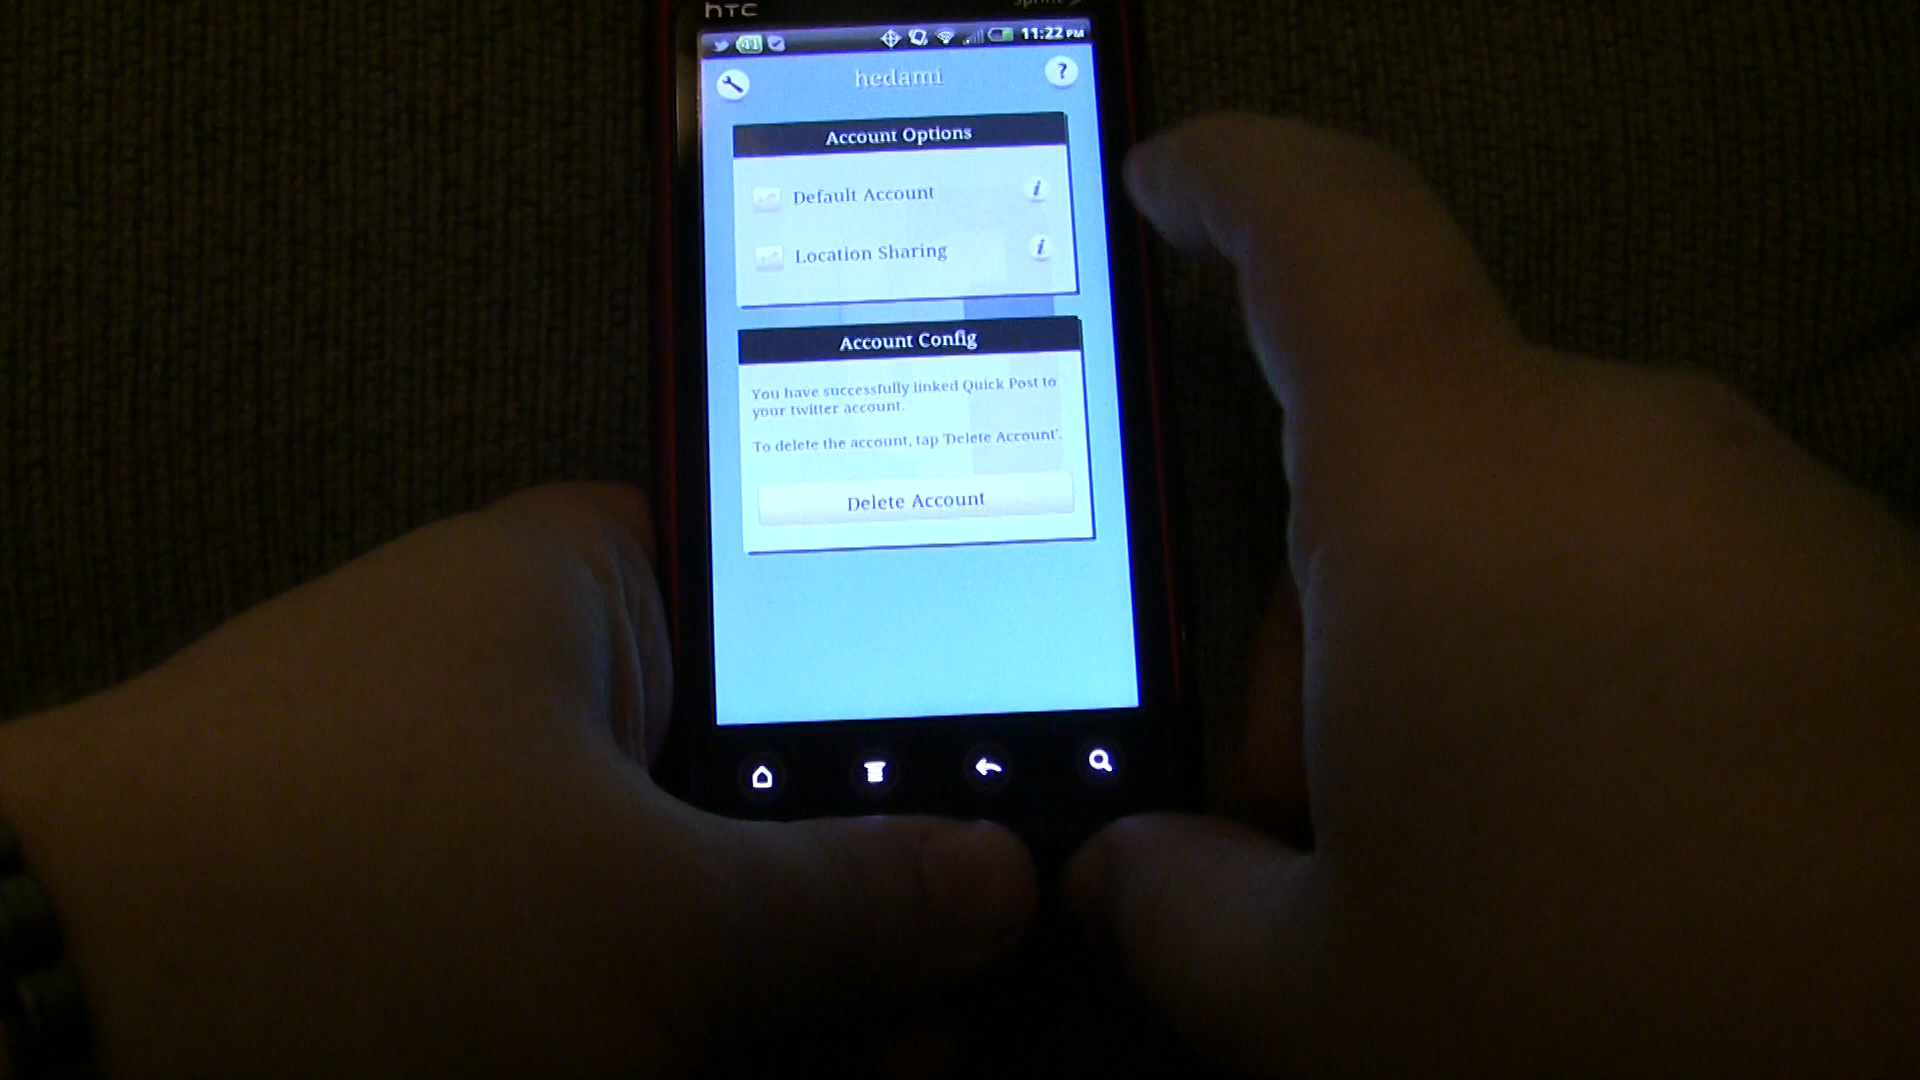 hTC
Sprint
11:22 PM
hedami
?
Account Options
Default Account i
Location Sharing i
Account Config
You have successfully linked Quick Post to
your twitter account.
To delete the account, tap 'Delete Account'.
Delete Account